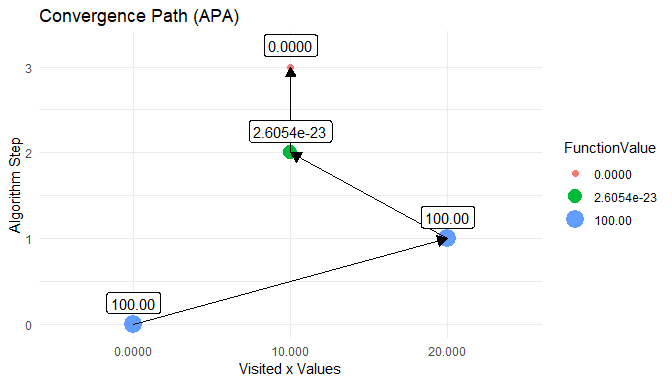 Convergence Path (APA)
0.0000
3
2.6054e-23
2
100.00
1
100.00
0
Algorithm Step
0.0000
10.000
20.000
Visited x Values
FunctionValue
0.0000
2.6054e-23
100.00